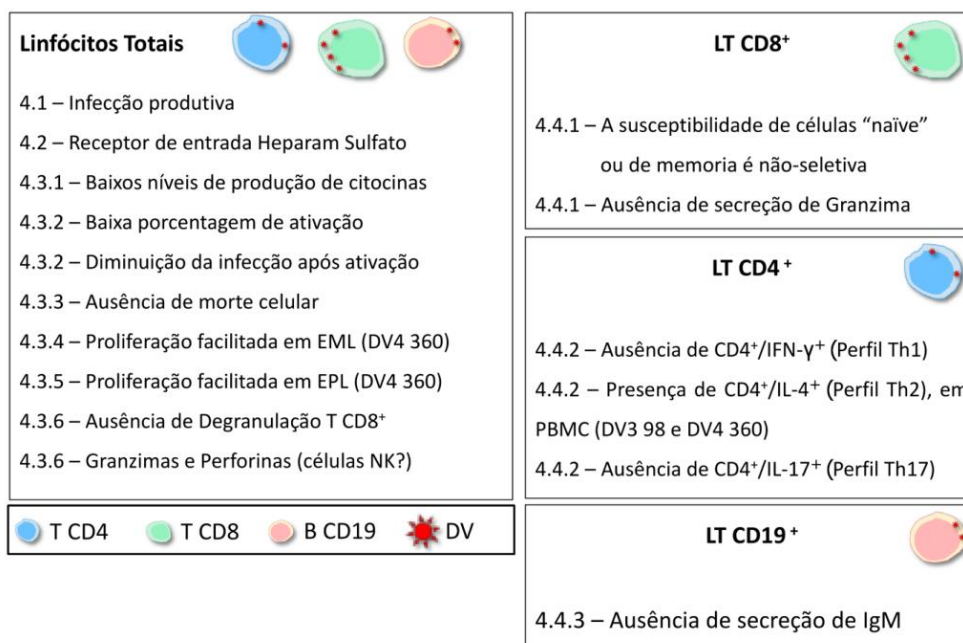 Linfócitos Totais
4.1 – Infecção produtiva
4.2 – Receptor de entrada Heparam Sulfato
4.3.1 – Baixos níveis de produção de citocinas
4.3.2 – Baixa porcentagem de ativação
4.3.2 – Diminuição da infecção após ativação
4.3.3 – Ausência de morte celular
4.3.4 – Proliferação facilitada em EML (DV4 360)
4.3.5 – Proliferação facilitada em EPL (DV4 360)
4.3.6 – Ausência de Degranulação T CD8⁺
4.3.6 – Granzimas e Perforinas (células NK?)
T CD4 T CD8 B CD19 DV
LT CD8⁺
4.4.1 – A susceptibilidade de células “naïve”
ou de memoria é não-seletiva
4.4.1 – Ausência de secreção de Granzima
LT CD4 ⁺
4.4.2 – Ausência de CD4⁺/IFN-γ⁺ (Perfil Th1)
4.4.2 – Presença de CD4⁺/IL-4⁺ (Perfil Th2), em
PBMC (DV3 98 e DV4 360)
4.4.2 – Ausência de CD4⁺/IL-17⁺ (Perfil Th17)
LT CD19 ⁺
4.4.3 – Ausência de secreção de IgM